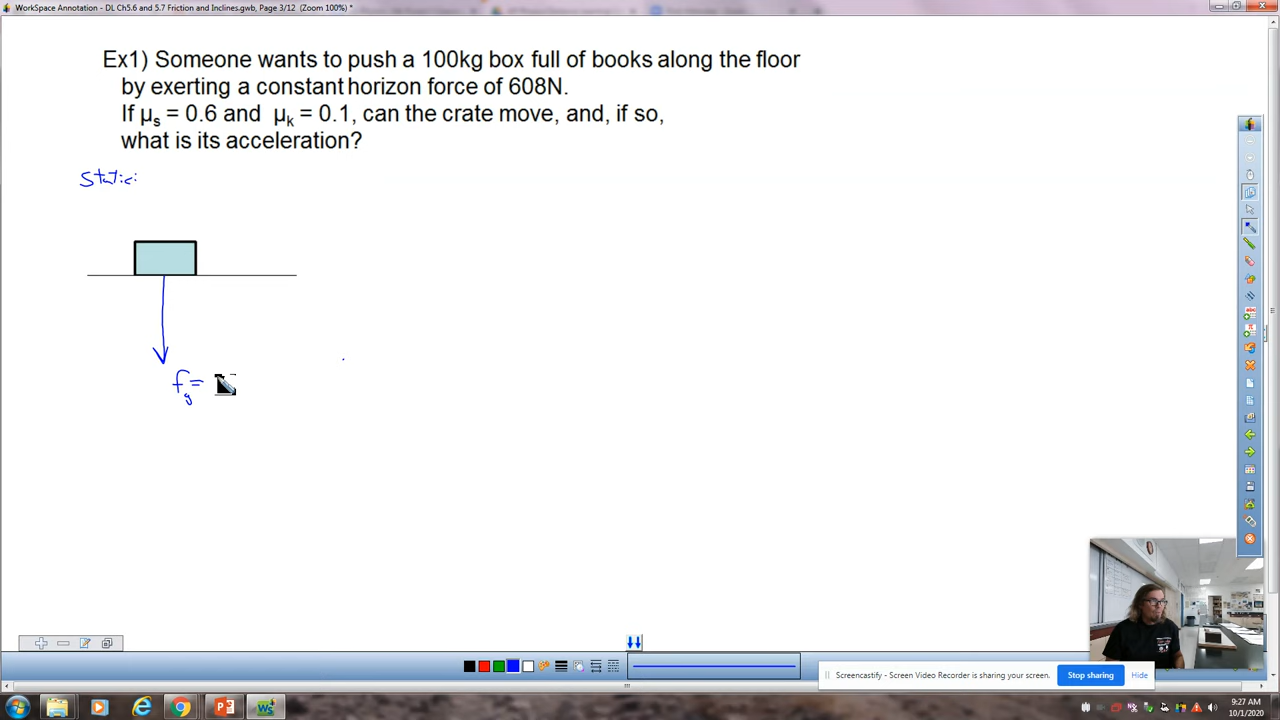 WorkSpace Annotation - DL Ch5.6 and 5.7 Friction and Inclines.gwb, Page 3/12 (Zoom 100%) *
Ex1) Someone wants to push a 100kg box full of books along the floor
by exerting a constant horizon force of 608N.
If μs = 0.6 and μk = 0.1, can the crate move, and, if so,
what is its acceleration?
Static:
fg =
Screencastify - Screen Video Recorder is sharing your screen.
Stop sharing
Hide
9:27 AM
10/1/2020